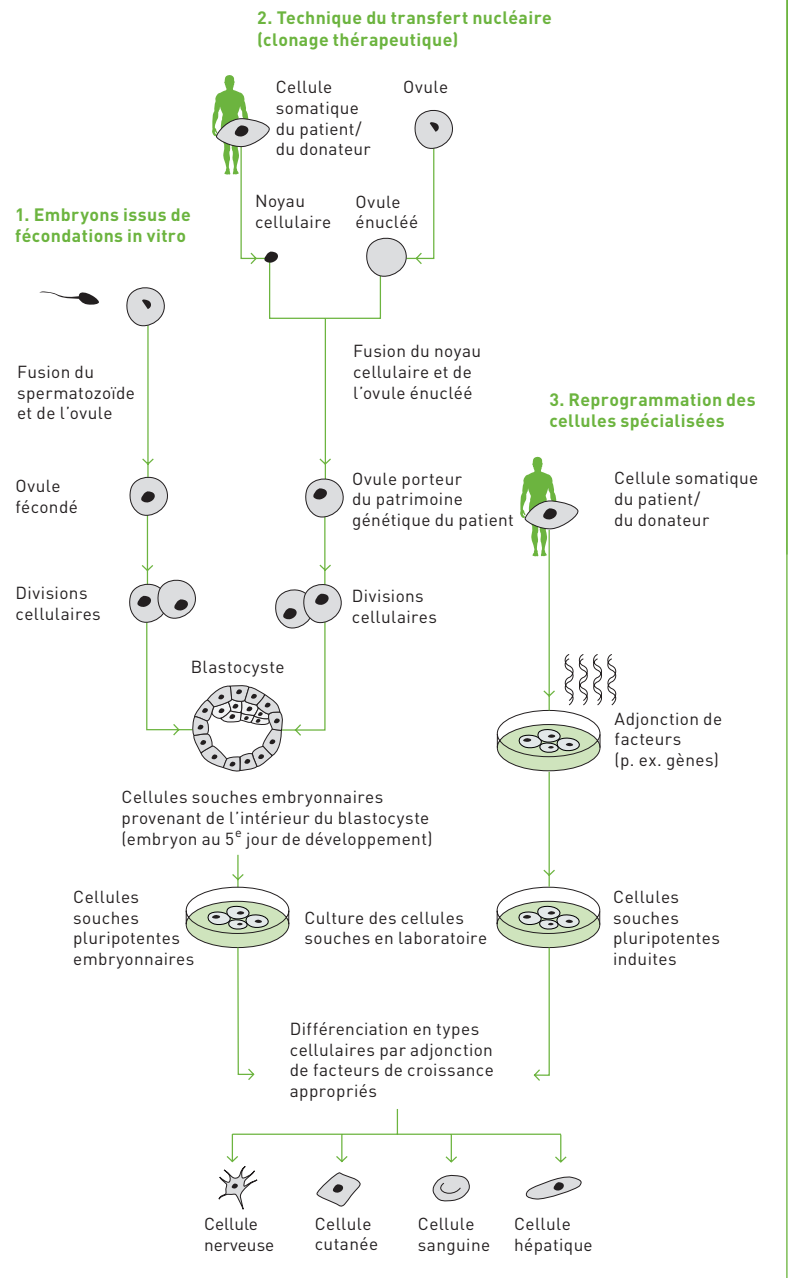 2. Technique du transfert nucléaire
(clonage thérapeutique)
Cellule
somatique
du patient/
du donateur
Ovule
Noyau
cellulaire
Ovule
énucléé
1. Embryons issus de
fécondations in vitro
Fusion du
spermatozoïde
et de l'ovule
Fusion du noyau
cellulaire et de
l'ovule énucléé
3. Reprogrammation des
cellules spécialisées
Ovule
fécondé
Ovule porteur
du patrimoine
génétique du patient
Cellule somatique
du patient/
du donateur
Divisions
cellulaires
Divisions
cellulaires
Blastocyste
Adjonction de
facteurs
(p. ex. gènes)
Cellules souches embryonnaires
provenant de l'intérieur du blastocyste
(embryon au 5e jour de développement)
Cellules
souches
pluripotentes
embryonnaires
Culture des cellules
souches en laboratoire
Cellules
souches
pluripotentes
induites
Différenciation en types
cellulaires par adjonction
de facteurs de croissance
appropriés
Cellule
nerveuse
Cellule
cutanée
Cellule
sanguine
Cellule
hépatique